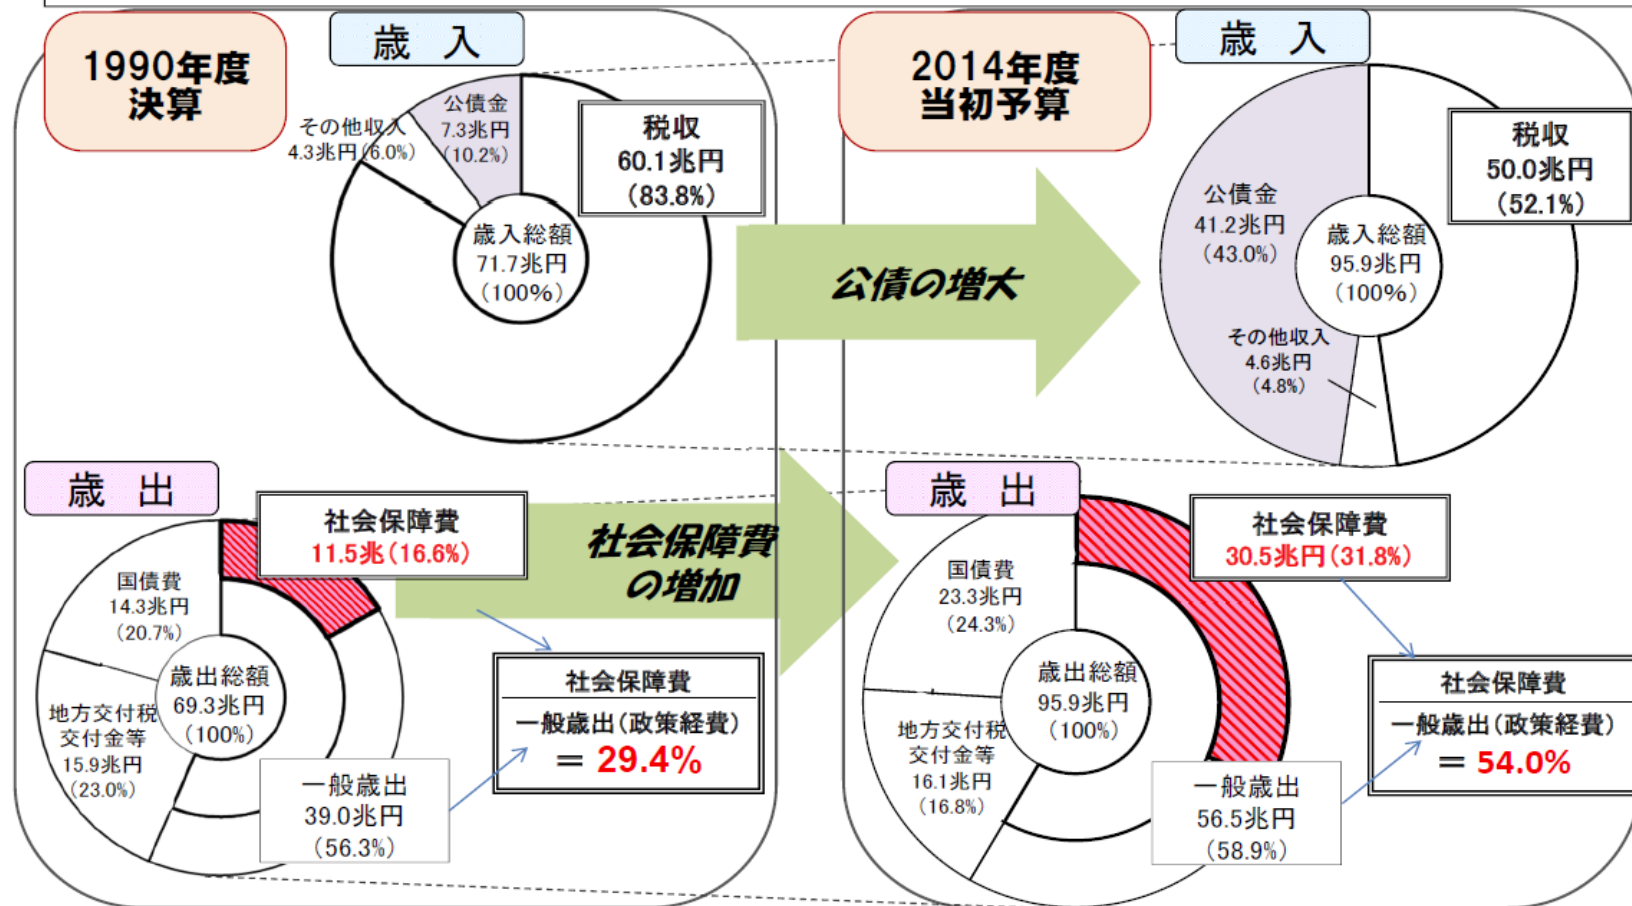 1990年度
決算
歳 入
公債金
7.3兆円
(10.2%)
その他収入
4.3兆円(6.0%)
税収
60.1兆円
(83.8%)
歳入総額
71.7兆円
(100%)
公債の増大
2014年度
当初予算
歳 入
税収
50.0兆円
(52.1%)
公債金
41.2兆円
(43.0%)
歳入総額
95.9兆円
(100%)
その他収入
4.6兆円
(4.8%)
歳 出
社会保障費
11.5兆(16.6%)
国債費
14.3兆円
(20.7%)
歳出総額
69.3兆円
(100%)
地方交付税
交付金等
15.9兆円
(23.0%)
一般歳出
39.0兆円
(56.3%)
社会保障費
一般歳出(政策経費)
= 29.4%
社会保障費
の増加
歳 出
社会保障費
30.5兆円(31.8%)
国債費
23.3兆円
(24.3%)
歳出総額
95.9兆円
(100%)
地方交付税
交付金等
16.1兆円
(16.8%)
一般歳出
56.5兆円
(58.9%)
社会保障費
一般歳出(政策経費)
= 54.0%